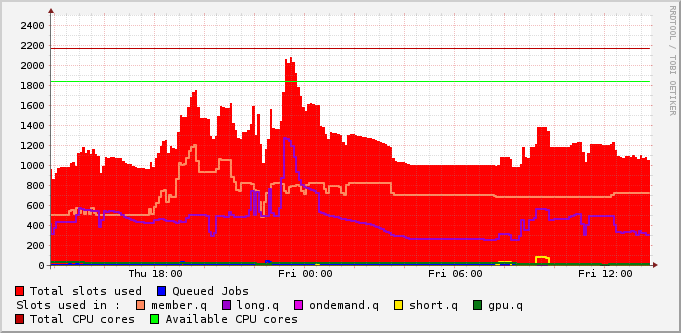 RRDTOOL / TOBI OETIKER
2400
2200
2000
1800
1600
1400
1200
1000
800
600
400
200
0
Thu 18:00 Fri 00:00 Fri 06:00 Fri 12:00
Total slots used Queued Jobs
Slots used in : member.q long.q ondemand.q short.q gpu.q
Total CPU cores Available CPU cores